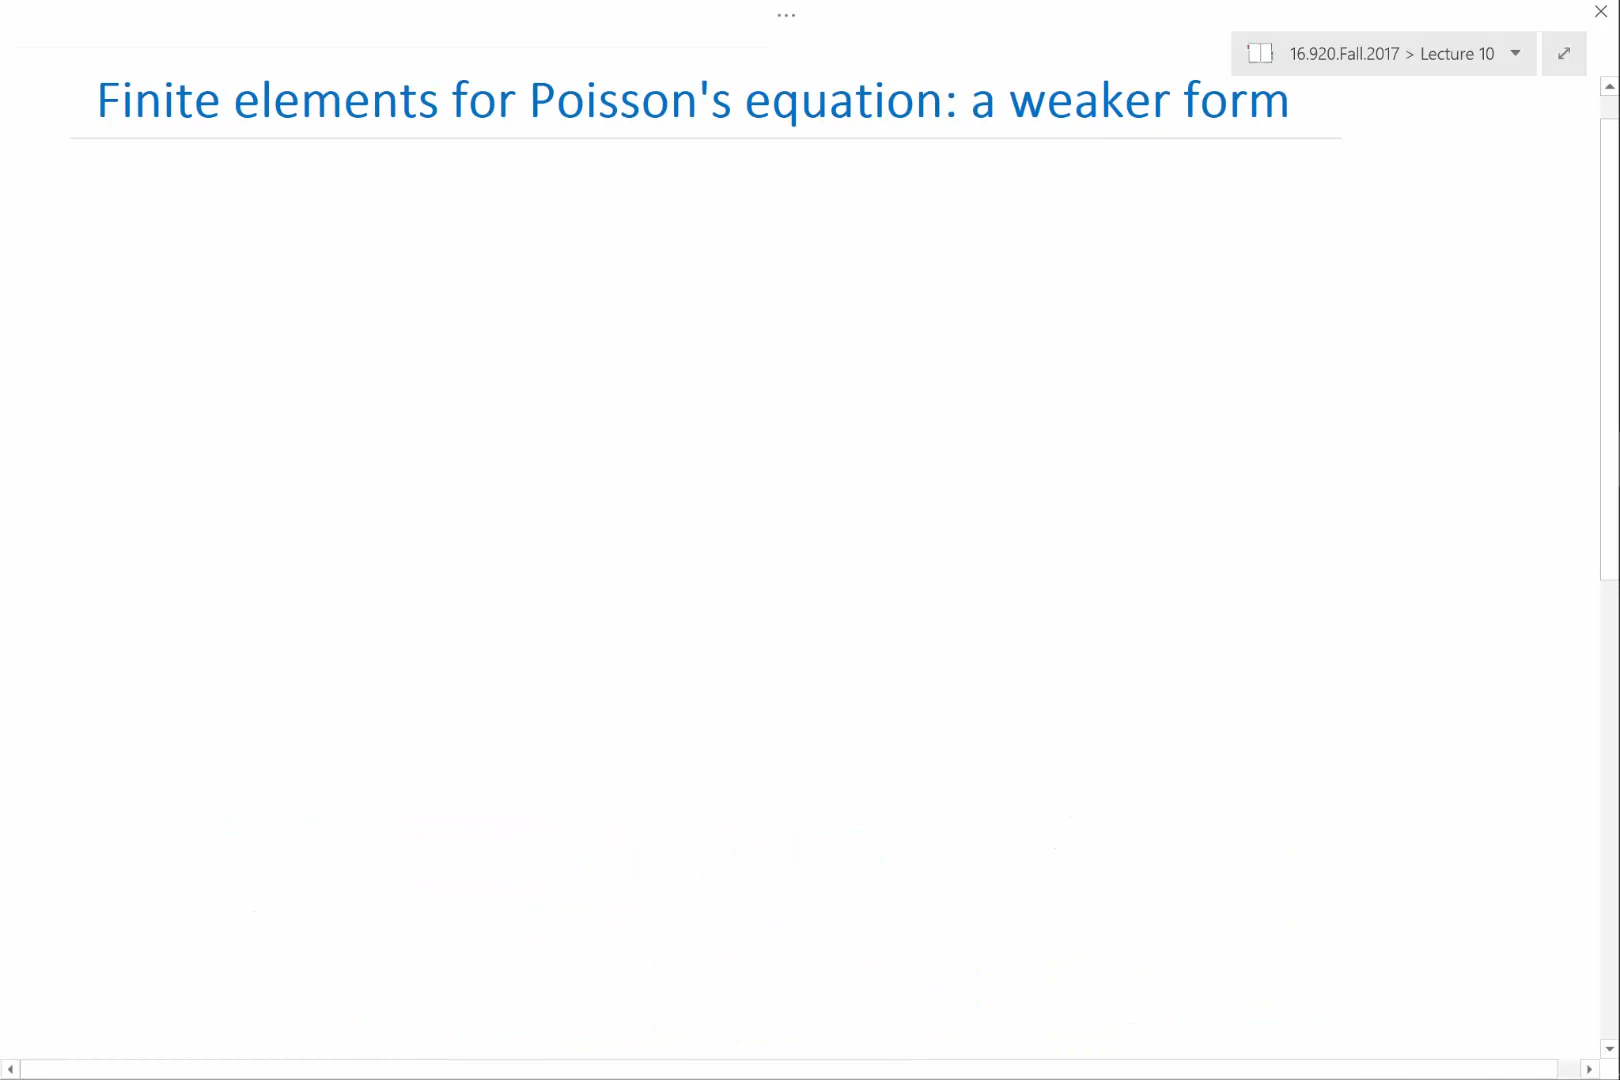 ...
16.920.Fall.2017 > Lecture 10
Finite elements for Poisson's equation: a weaker form